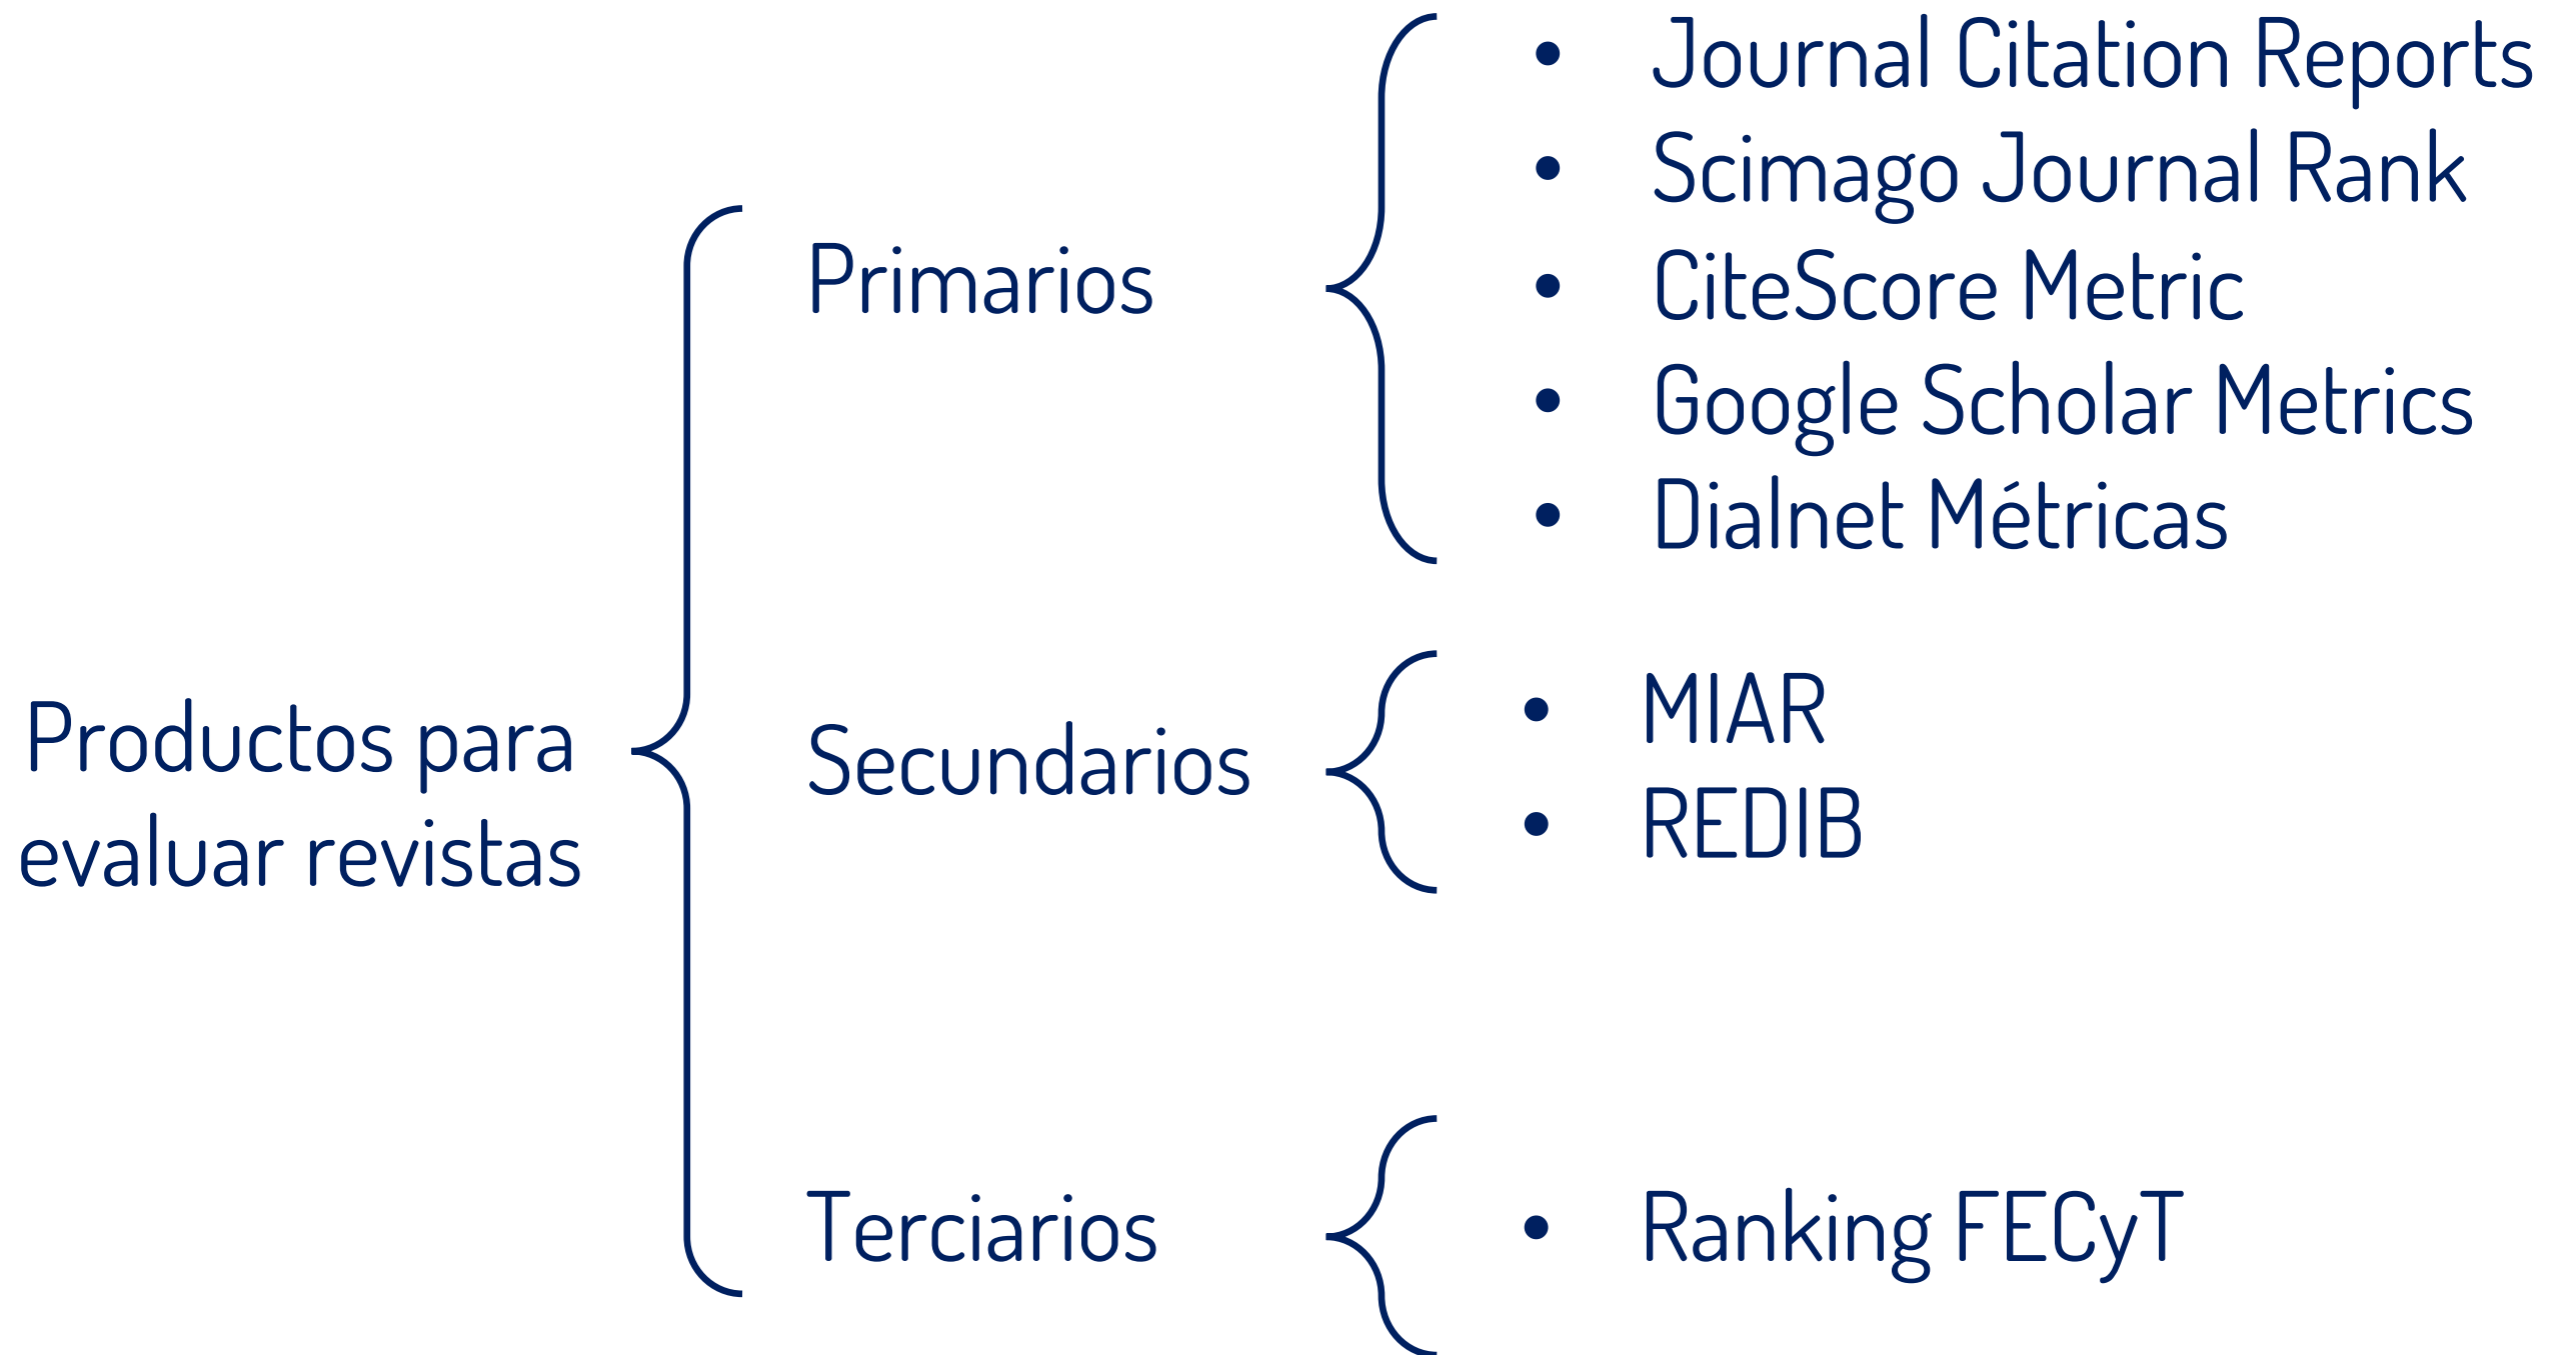 Productos para
evaluar revistas
Primarios
• Journal Citation Reports
• Scimago Journal Rank
• CiteScore Metric
• Google Scholar Metrics
• Dialnet Métricas
Secundarios
• MIAR
• REDIB
Terciarios
• Ranking FECyT